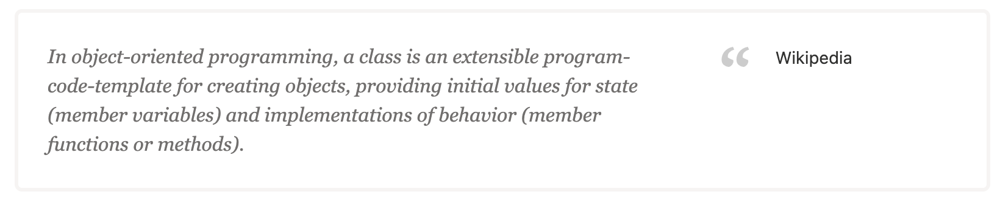 In object-oriented programming, a class is an extensible program-
code-template for creating objects, providing initial values for state
(member variables) and implementations of behavior (member
functions or methods).
“ Wikipedia